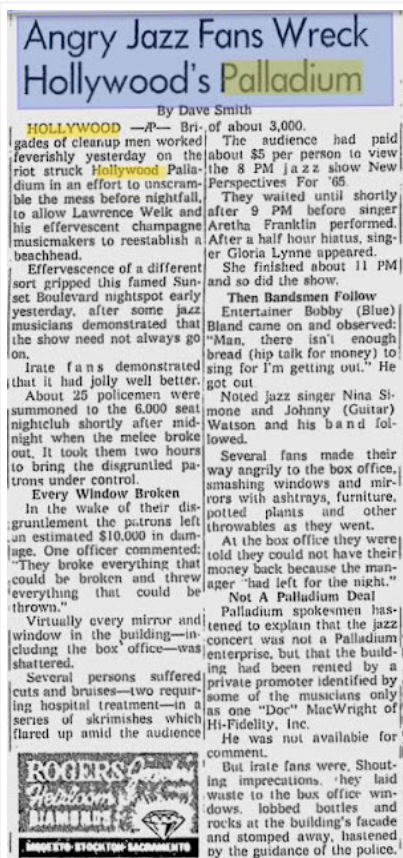 Angry Jazz Fans Wreck
Hollywood's Palladium
By Dave Smith
HOLLYWOOD —AP— Bri-
gades of cleanup men worked
feverishly yesterday on the
riot struck Hollywood Palla-
dium in an effort to unscram-
ble the mess before nightfall,
to allow Lawrence Welk and
his effervescent champagne
musicmakers to reestablish a
beachhead.
Effervescence of a different
sort gripped this famed Sun-
set Boulevard nightspot early
yesterday, after some jazz
musicians demonstrated that
the show need not always go
on.
Irate fans demonstrated
that it had jolly well better.
About 25 policemen were
summoned to the 6,000 seat
nightclub shortly after mid-
night when the melee broke
out. It took them two hours
to bring the disgruntled pa-
trons under control.
Every Window Broken
In the wake of their dis-
gruntlement the patrons left
an estimated $10,000 in dam-
age. One officer commented:
"They broke everything that
could be broken and threw
everything that could be
thrown."
Virtually every mirror and
window in the building—in-
cluding the box office—was
shattered.
Several persons suffered
cuts and bruises—two requir-
ing hospital treatment—in a
series of skrimishes which
flared up amid the audience
of about 3,000.
The audience had paid
about $5 per person to view
the 8 PM jazz show New
Perspectives For '65.
They waited until shortly
after 9 PM before singer
Aretha Franklin performed.
After a half hour hiatus, sing-
er Gloria Lynne appeared.
She finished about 11 PM
and so did the show.
Then Bandsmen Follow
Entertainer Bobby (Blue)
Bland came on and observed:
"Man, there isn't enough
bread (hip talk for money) to
sing for I'm getting out." He
got out.
Noted jazz singer Nina Si-
mone and Johnny (Guitar)
Watson and his band fol-
lowed.
Several fans made their
way angrily to the box office,
smashing windows and mir-
rors with ashtrays, furniture,
potted plants and other
throwables as they went.
At the box office they were
told they could not have their
money back because the man-
ager "had left for the night."
Not A Palladium Deal
Palladium spokesmen has-
tened to explain that the jazz
concert was not a Palladium
enterprise, but that the build-
ing had been rented by a
private promoter identified by
some of the musicians only
as one "Doc" MacWright of
Hi-Fidelity, Inc.
He was not available for
comment.
But irate fans were. Shout-
ing imprecations, they laid
waste to the box office win-
dows, lobbed bottles and
rocks at the building's facade
and stomped away, hastened
by the guidance of the police.
ROGERS
Heirloom
DIAMONDS
MODESTO-STOCKTON-SACRAMENTO